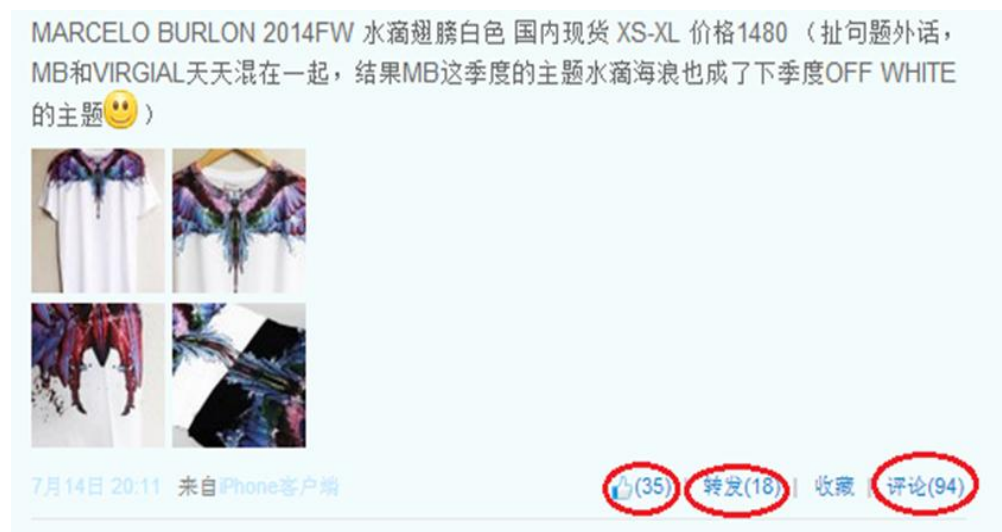 MARCELO BURLON 2014FW 水滴翅膀白色 国内现货 XS-XL 价格1480 （扯句题外话，
MB和VIRGIAL天天混在一起，结果MB这季度的主题水滴海浪也成了下季度OFF WHITE
的主题）
7月14日 20:11 来自iPhone客户端 (35) | 转发(18) | 收藏 | 评论(94)